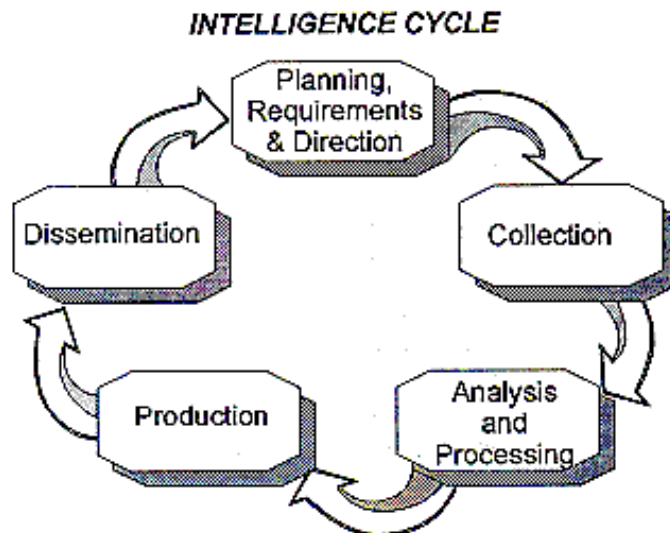 INTELLIGENCE CYCLE
Planning,
Requirements
& Direction
Collection
Analysis
and
Processing
Production
Dissemination